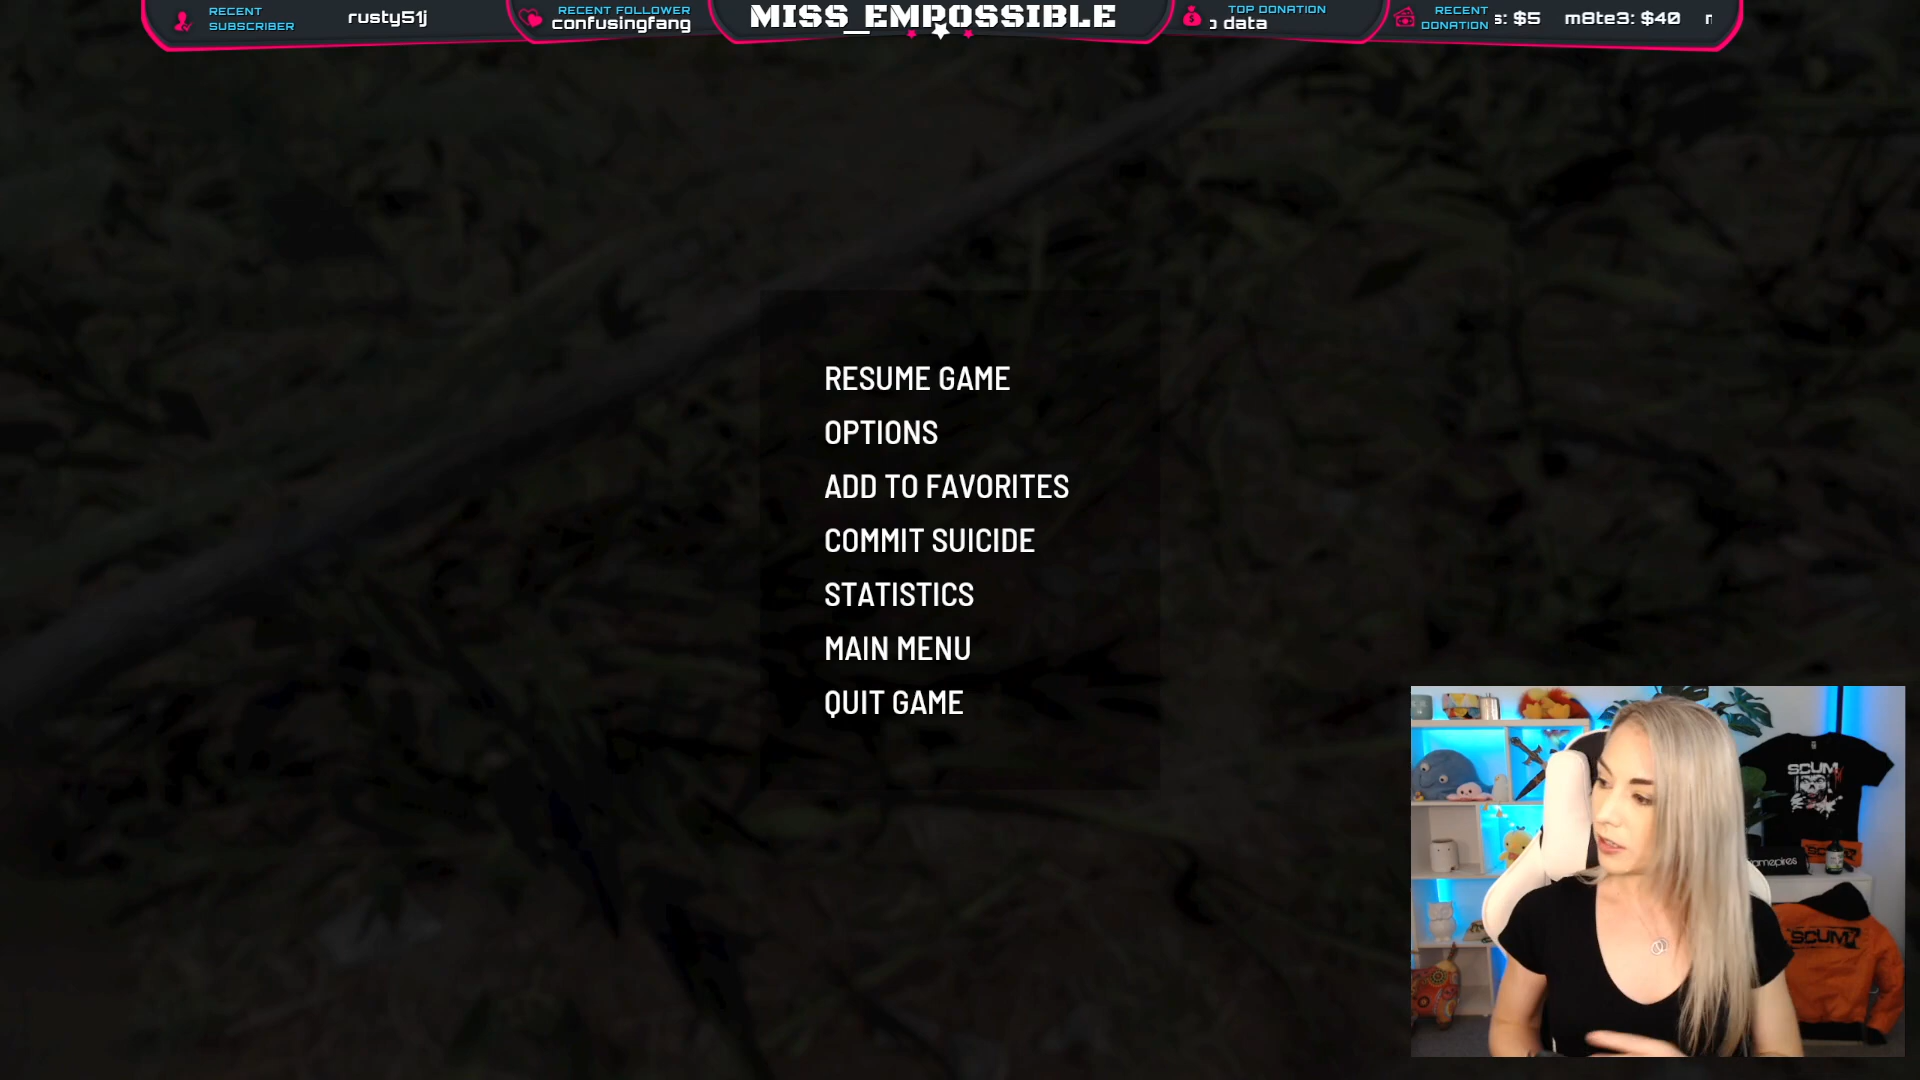 RECENT SUBSCRIBER
rusty51j
RECENT FOLLOWER
confusingfang
MISS_EMPOSSIBLE
TOP DONATION
data
RECENT DONATION
: $5 m8te3: $40
RESUME GAME
OPTIONS
ADD TO FAVORITES
COMMIT SUICIDE
STATISTICS
MAIN MENU
QUIT GAME
SCUM
SCUM